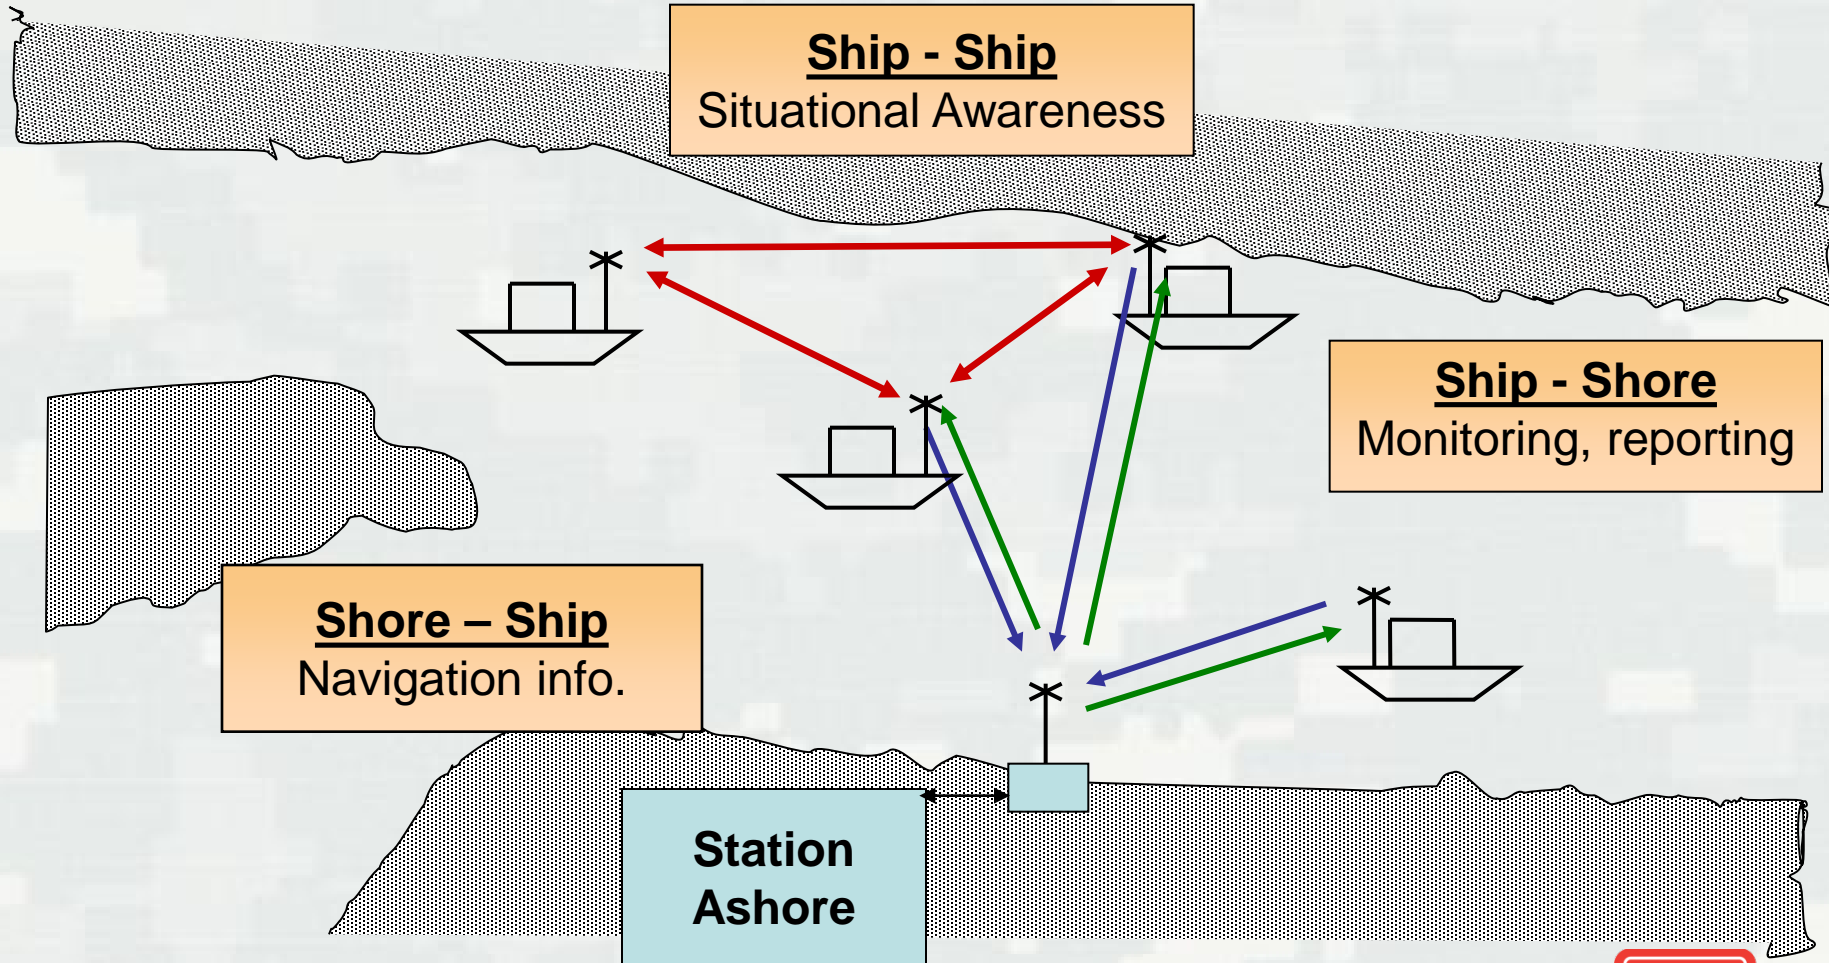 Ship - Ship
Situational Awareness
Ship - Shore
Monitoring, reporting
Shore – Ship
Navigation info.
Station
Ashore